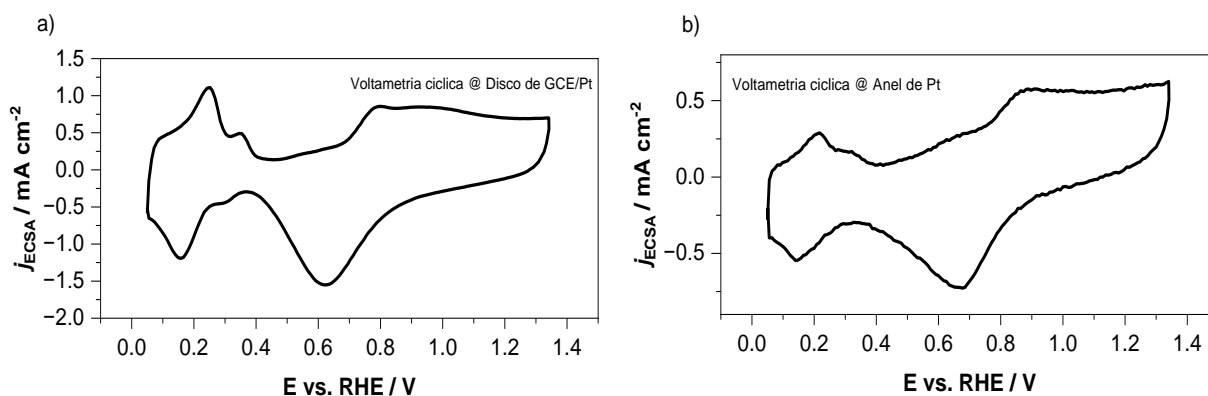 a)
Voltametria ciclica @ Disco de GCE/Pt
1.5
1.0
0.5
0.0
−0.5
−1.0
−1.5
−2.0
jECSA / mA cm−2
0.0 0.2 0.4 0.6 0.8 1.0 1.2 1.4
E vs. RHE / V
b)
Voltametria ciclica @ Anel de Pt
0.5
0.0
−0.5
jECSA / mA cm−2
0.0 0.2 0.4 0.6 0.8 1.0 1.2 1.4
E vs. RHE / V